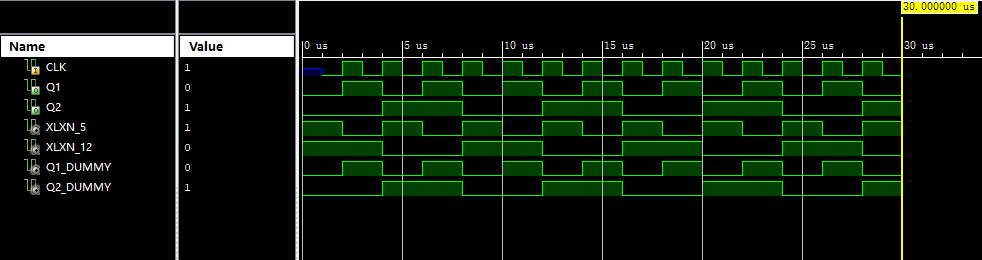 30.000000 us
Name Value 0 us 5 us 10 us 15 us 20 us 25 us 30 us
CLK 1
Q1 0
Q2 1
XLXN_5 1
XLXN_12 0
Q1_DUMMY 0
Q2_DUMMY 1